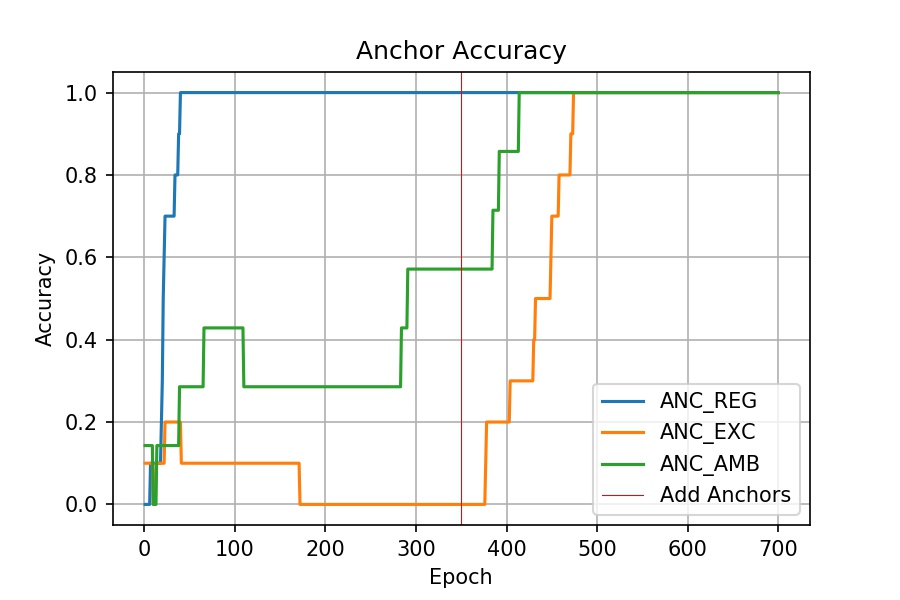 Anchor Accuracy
Accuracy
1.0
0.8
0.6
0.4
0.2
0.0
ANC_REG
ANC_EXC
ANC_AMB
Add Anchors
0 100 200 300 400 500 600 700
Epoch